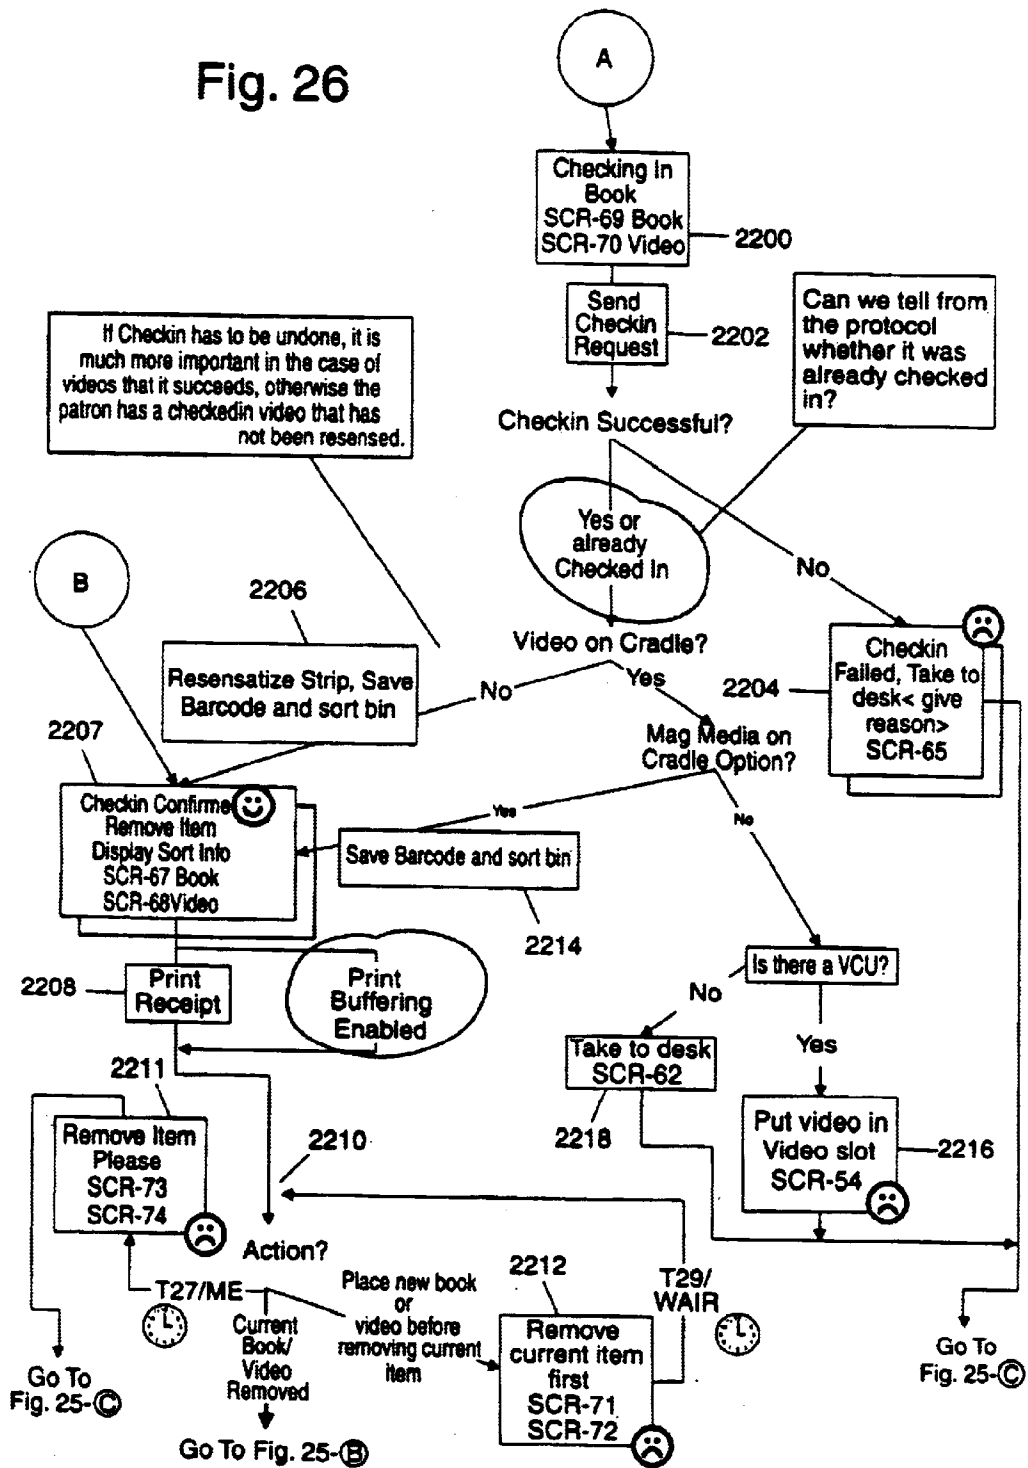 Fig. 26
A
Checking In
Book
SCR-69 Book
SCR-70 Video
2200
Send
Checkin
Request
2202
Can we tell from
the protocol
whether it was
already checked
in?
If Checkin has to be undone, it is
much more important in the case of
videos that it succeeds, otherwise the
patron has a checkedin video that has
not been resensed.
Checkin Successful?
Yes or
already
Checked In
No
B
2206
Resensatize Strip, Save
Barcode and sort bin
Video on Cradle?
No
Yes
Checkin
Failed, Take to
desk< give
reason>
SCR-65
2204
2207
Mag Media on
Cradle Option?
Checkin Confirme
Remove Item
Display Sort Info
SCR-67 Book
SCR-68Video
Yes
No
Save Barcode and sort bin
2214
Is there a VCU?
2208
Print
Receipt
Print
Buffering
Enabled
No
Yes
Take to desk
SCR-62
2218
2211
Remove Item
Please
SCR-73
SCR-74
2210
Put video in
Video slot
SCR-54
2216
Action?
T27/ME
Current
Book/
Video
Removed
Place new book
or
video before
removing current
item
2212
Remove
current item
first
SCR-71
SCR-72
T29/
WAIR
Go To
Fig. 25-C
Go To Fig. 25-B
Go To
Fig. 25-C